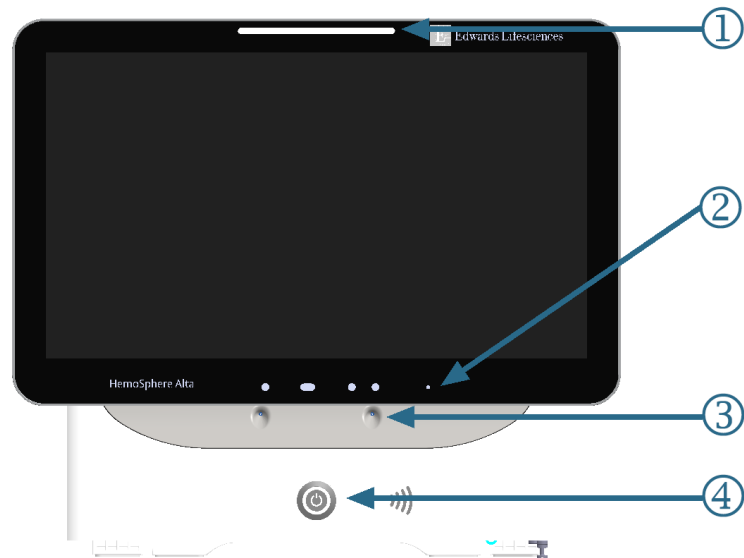 ①
E Edwards Lifesciences
②
HemoSphere Alta
③
④